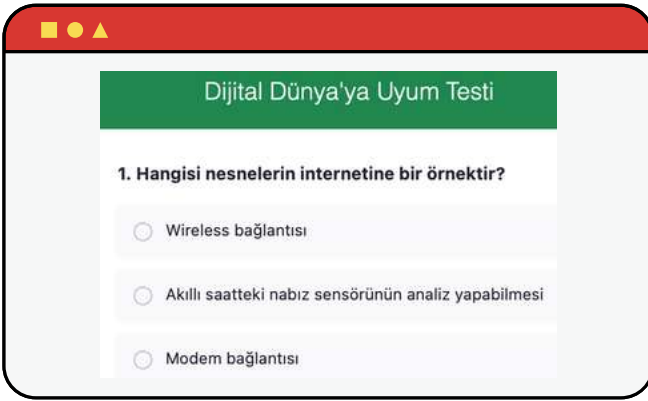 Dijital Dünya'ya Uyum Testi
1. Hangisi nesnelerin internetine bir örnektir?
Wireless bağlantısı
Akıllı saatteki nabız sensörünün analiz yapabilmesi
Modem bağlantısı